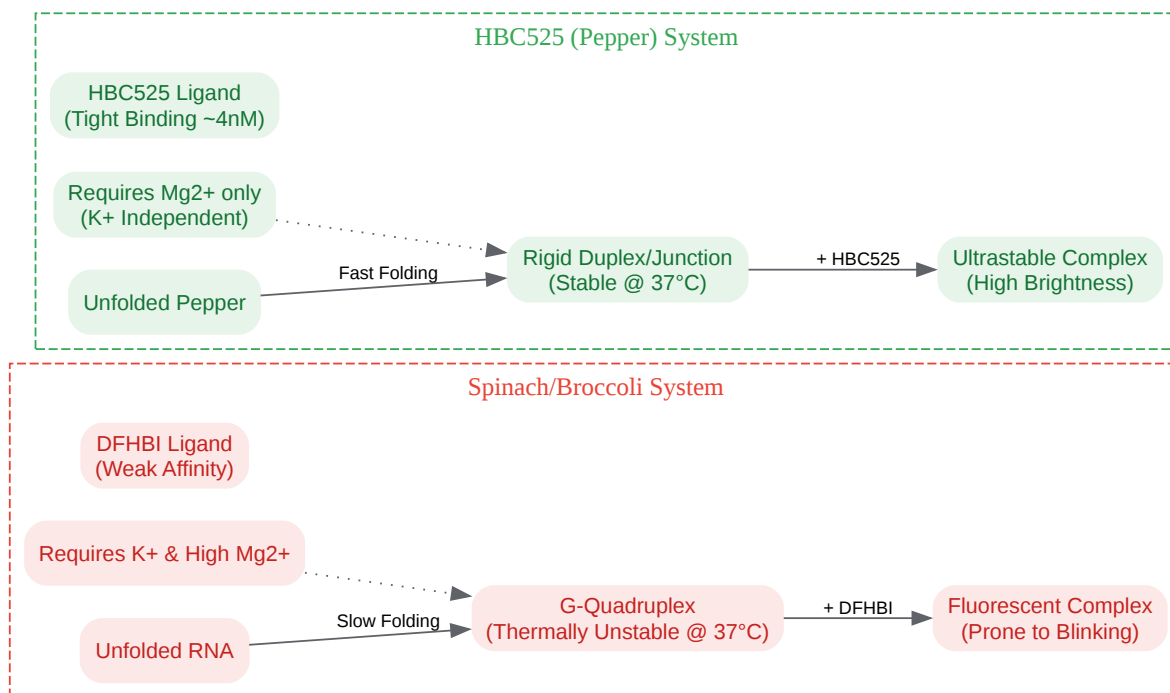 HBC525 (Pepper) System
HBC525 Ligand
(Tight Binding ~4nM)
Requires Mg2+ only
(K+ Independent)
Unfolded Pepper
Fast Folding
Rigid Duplex/Junction
(Stable @ 37°C)
+ HBC525
Ultrastable Complex
(High Brightness)
Spinach/Broccoli System
DFHBI Ligand
(Weak Affinity)
Requires K+ & High Mg2+
Unfolded RNA
Slow Folding
G-Quadruplex
(Thermally Unstable @ 37°C)
+ DFHBI
Fluorescent Complex
(Prone to Blinking)